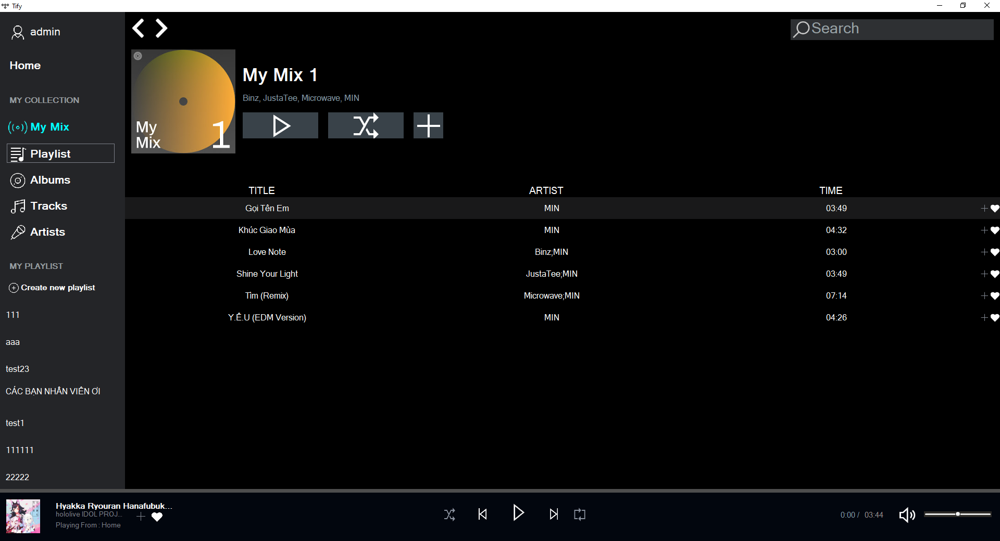 Tify
admin
Home
MY COLLECTION
My Mix
Playlist
Albums
Tracks
Artists
MY PLAYLIST
Create new playlist
111
aaa
test23
CÁC BẠN NHÂN VIÊN ƠI
test1
111111
22222
Search
My
Mix 1
My Mix 1
Binz, JustaTee, Microwave, MIN
TITLE ARTIST TIME
Gọi Tên Em MIN 03:49
Khúc Giao Mùa MIN 04:32
Love Note Binz;MIN 03:00
Shine Your Light JustaTee;MIN 03:49
Tìm (Remix) Microwave;MIN 07:14
Y.Ê.U (EDM Version) MIN 04:26
Hyakka Ryouran Hanafubuk...
hololive IDOL PROJ...
Playing From : Home
0:00 / 03:44